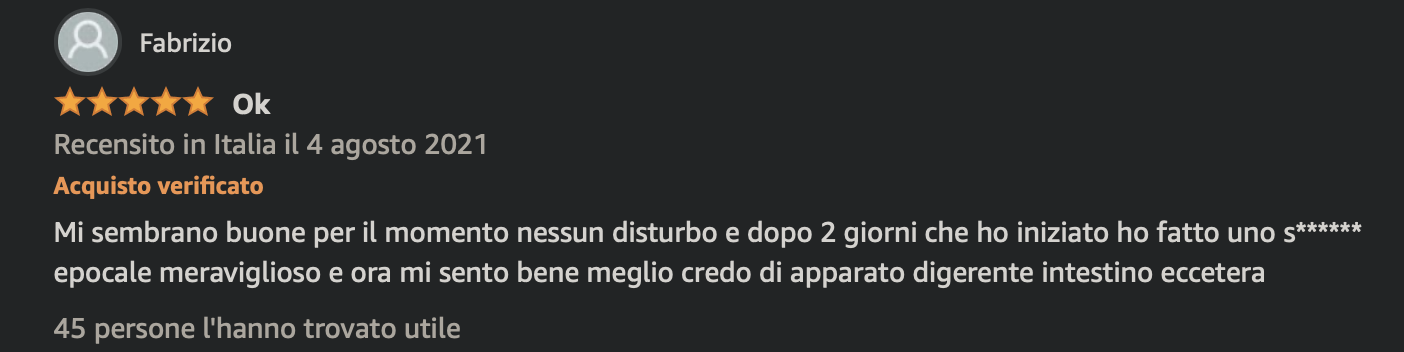 Fabrizio
Ok
Recensito in Italia il 4 agosto 2021
Acquisto verificato
Mi sembrano buone per il momento nessun disturbo e dopo 2 giorni che ho iniziato ho fatto uno s******
epocale meraviglioso e ora mi sento bene meglio credo di apparato digerente intestino eccetera
45 persone l'hanno trovato utile